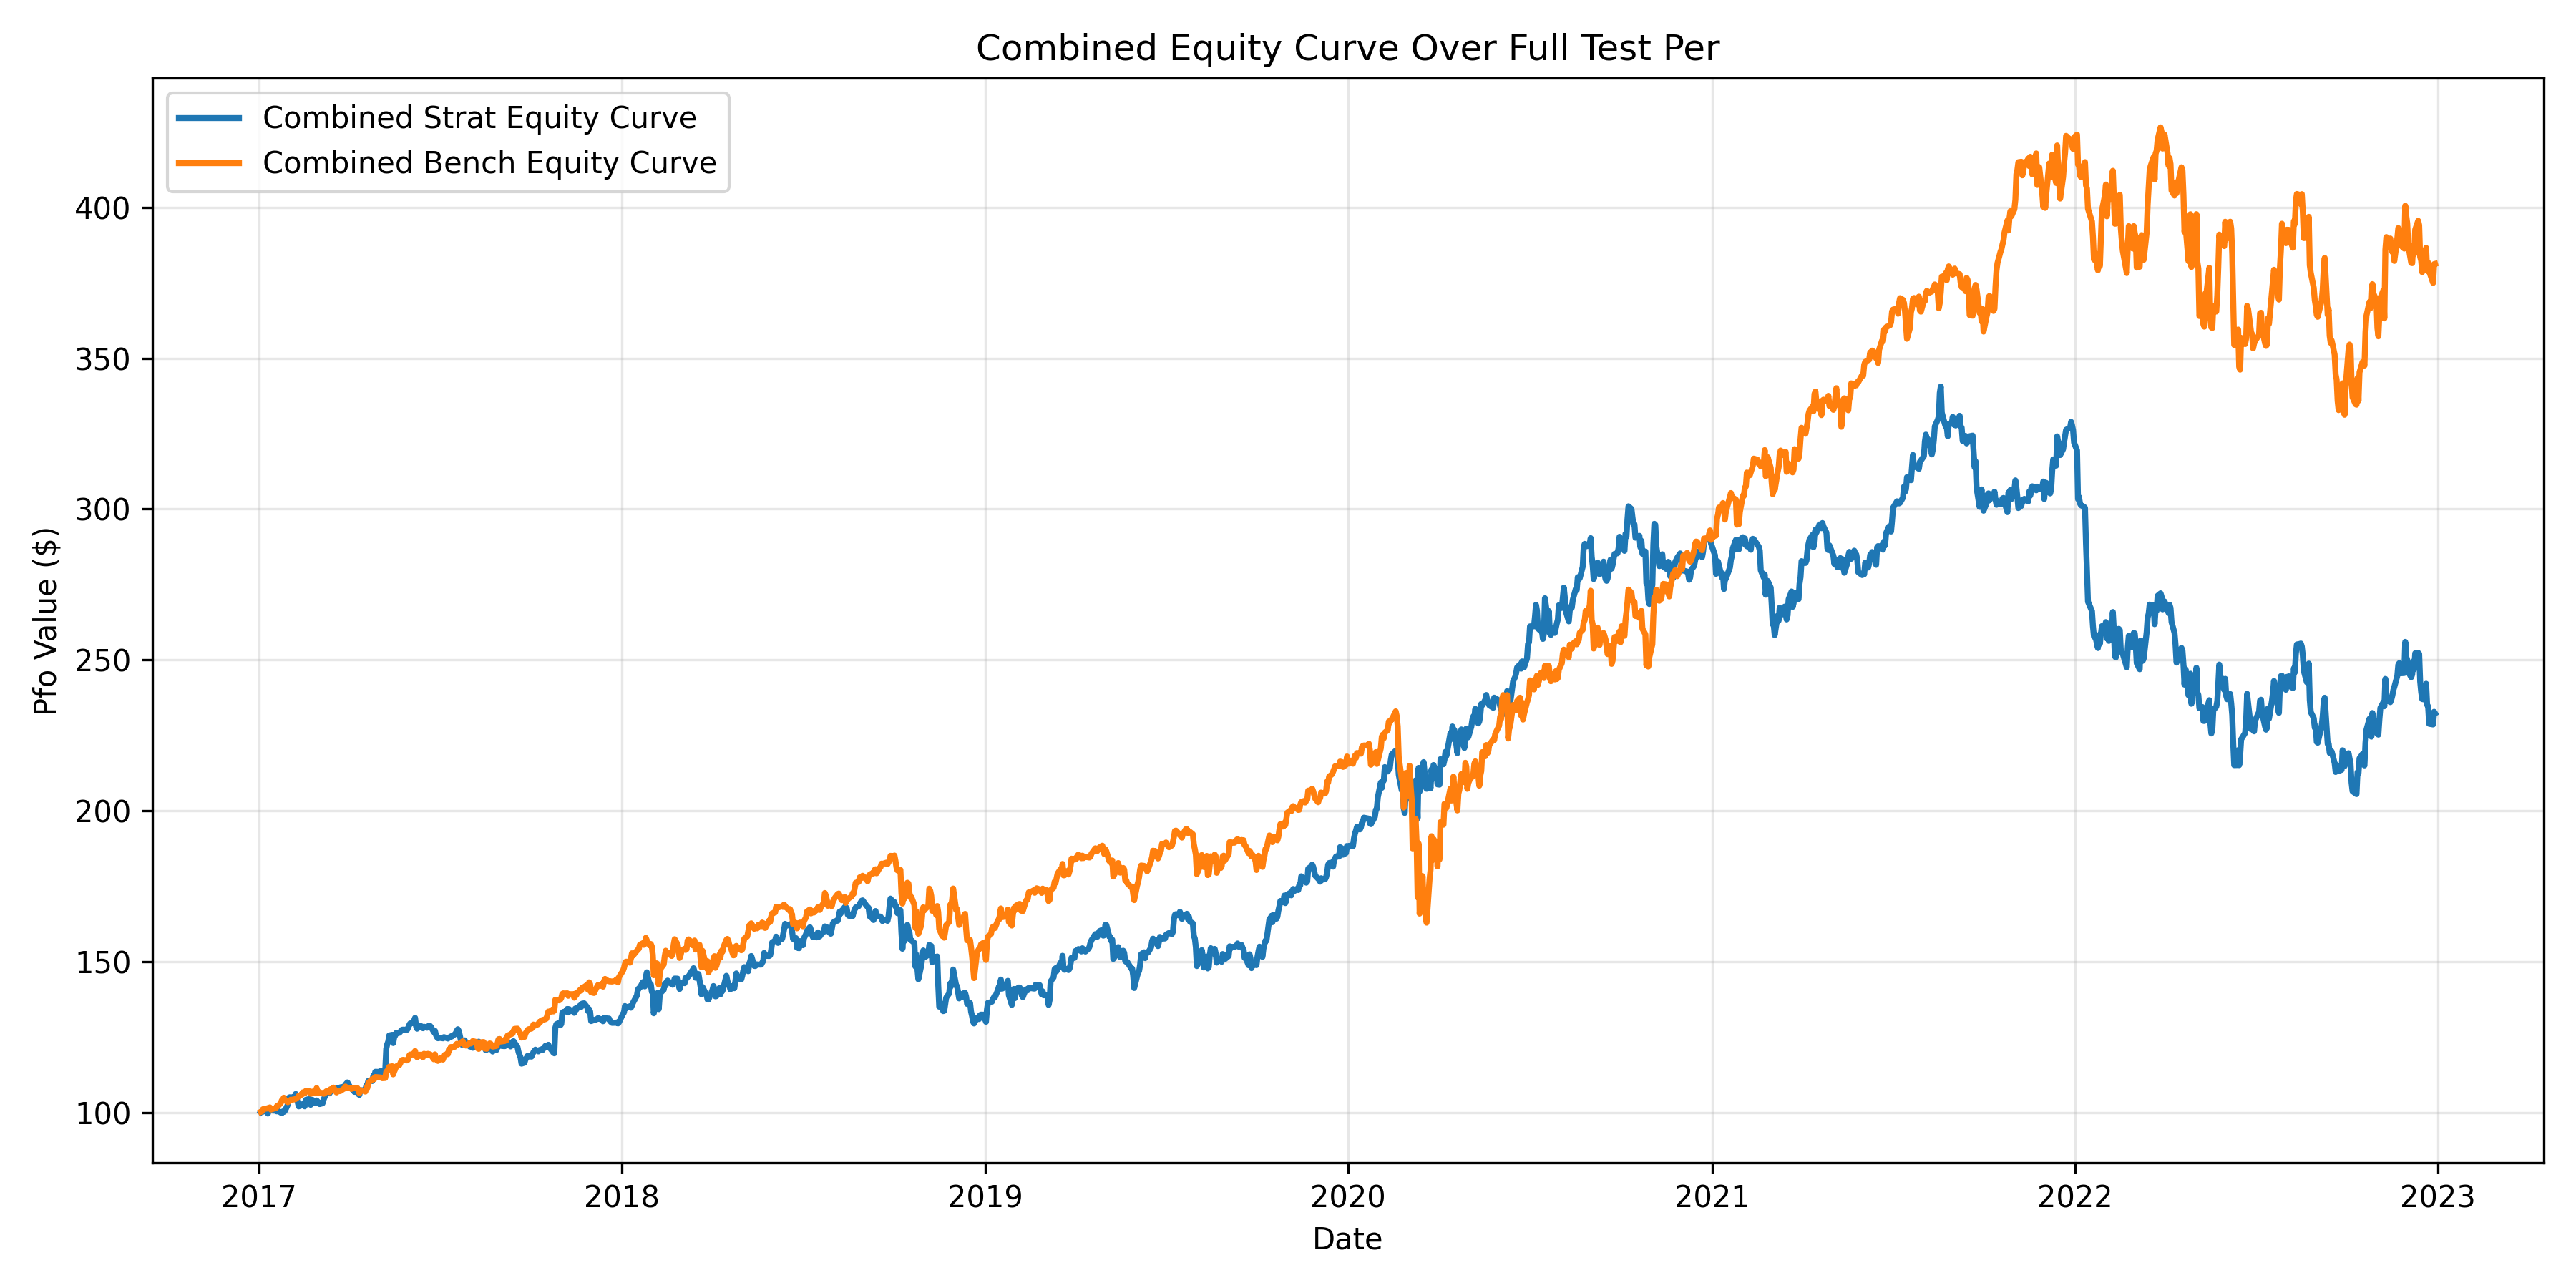 Combined Equity Curve Over Full Test Per
Combined Strat Equity Curve
Combined Bench Equity Curve
Pfo Value ($)
400
350
300
250
200
150
100
2017
2018
2019
2020
2021
2022
2023
Date